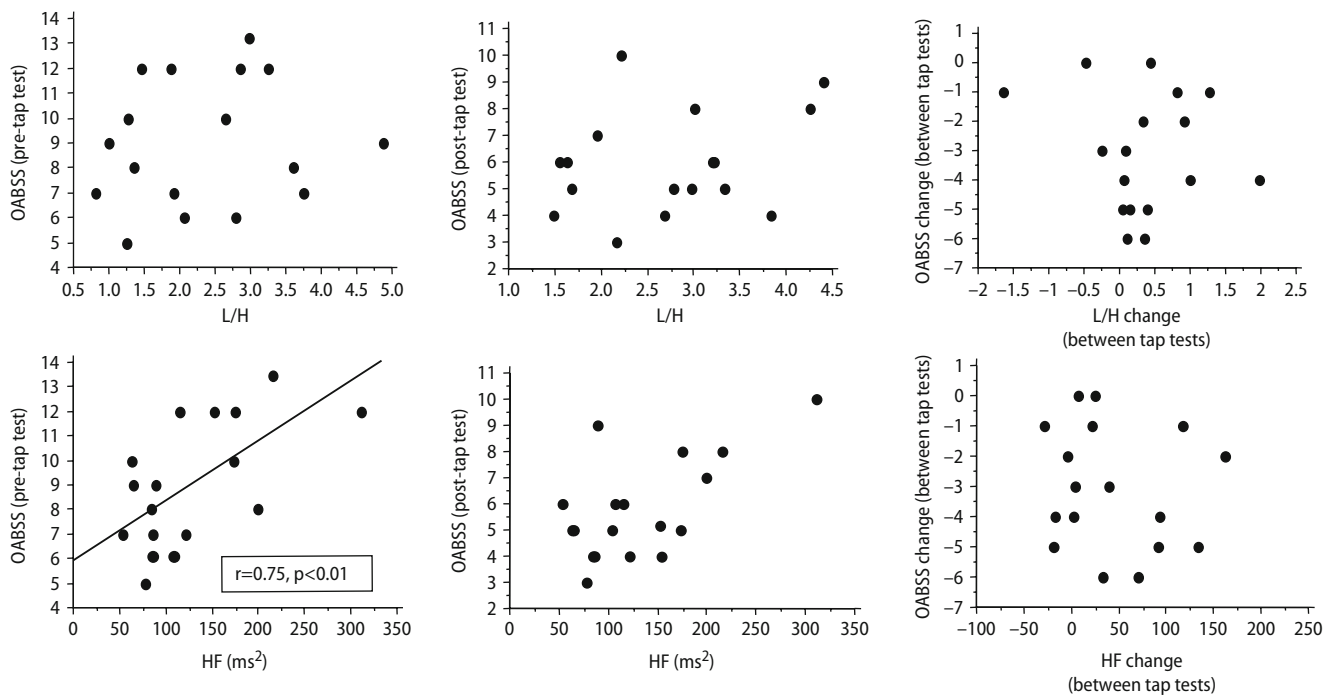 OABSS (pre-tap test)
14
13
12
11
10
9
8
7
6
5
4
0.5 1.0 1.5 2.0 2.5 3.0 3.5 4.0 4.5 5.0
L/H
OABSS (post-tap test)
11
10
9
8
7
6
5
4
3
2
1.0 1.5 2.0 2.5 3.0 3.5 4.0 4.5
L/H
OABSS change (between tap tests)
1
0
−1
−2
−3
−4
−5
−6
−7
−2 −1.5 −1 −0.5 0 0.5 1 1.5 2 2.5
L/H change
(between tap tests)
OABSS (pre-tap test)
14
13
12
11
10
9
8
7
6
5
4
r=0.75, p<0.01
0 50 100 150 200 250 300 350
HF (ms²)
OABSS (post-tap test)
11
10
9
8
7
6
5
4
3
2
0 50 100 150 200 250 300 350
HF (ms²)
OABSS change (between tap tests)
1
0
−1
−2
−3
−4
−5
−6
−7
−100 −50 0 50 100 150 200 250
HF change
(between tap tests)